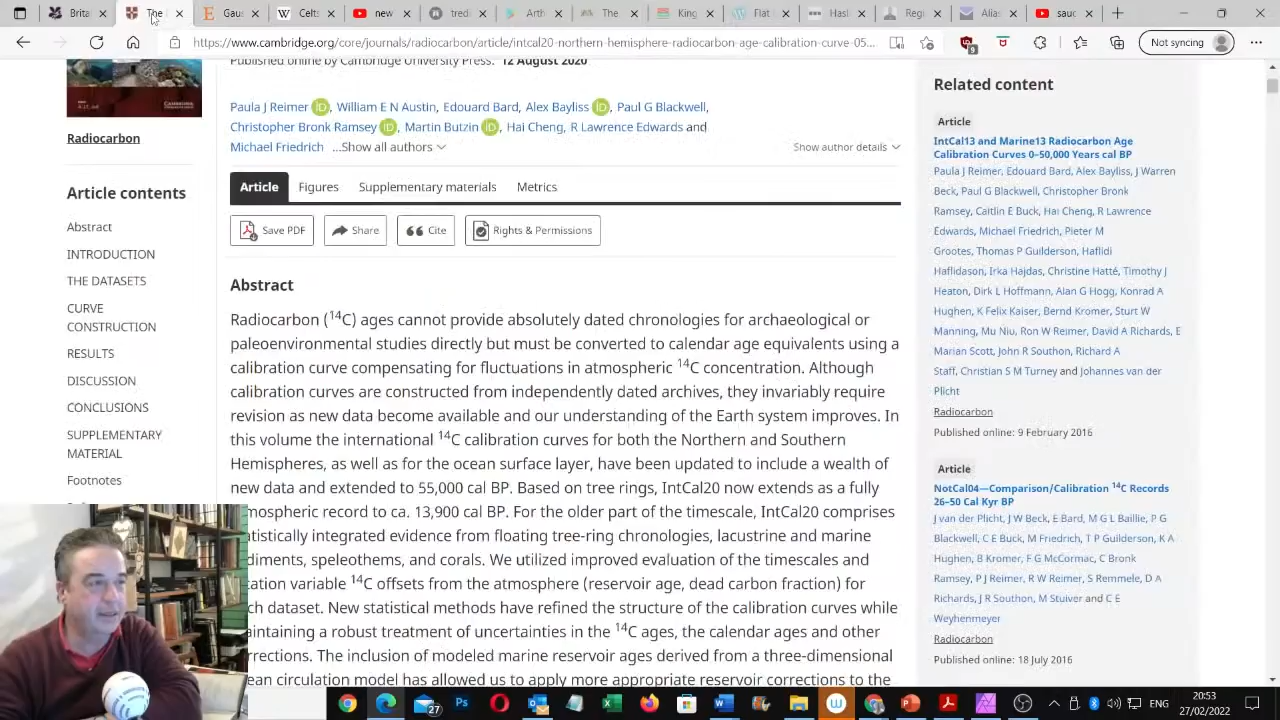 You
Ken
Arth
A ne
King
Flat
Basi
Alph
sauc
sauc
https://www.cambridge.org/core/journals/radiocarbon/article/intcal20-northern-hemisphere-radiocarbon-age-calibration-curve-05...
9
Not syncing
Published online by Cambridge University Press: 12 August 2020
Paula J Reimer, William E N Austin, Edouard Bard, Alex Bayliss, Paul G Blackwell,
Christopher Bronk Ramsey, Martin Butzin, Hai Cheng, R Lawrence Edwards and
Michael Friedrich ...Show all authors
Show author details
Article
Figures
Supplementary materials
Metrics
Save PDF
Share
Cite
Rights & Permissions
Radiocarbon
Article contents
Abstract
INTRODUCTION
THE DATASETS
CURVE
CONSTRUCTION
RESULTS
DISCUSSION
CONCLUSIONS
SUPPLEMENTARY
MATERIAL
Footnotes
Abstract
Radiocarbon (14C) ages cannot provide absolutely dated chronologies for archaeological or
paleoenvironmental studies directly but must be converted to calendar age equivalents using a
calibration curve compensating for fluctuations in atmospheric 14C concentration. Although
calibration curves are constructed from independently dated archives, they invariably require
revision as new data become available and our understanding of the Earth system improves. In
this volume the international 14C calibration curves for both the Northern and Southern
Hemispheres, as well as for the ocean surface layer, have been updated to include a wealth of
new data and extended to 55,000 cal BP. Based on tree rings, IntCal20 now extends as a fully
mospheric record to ca. 13,900 cal BP. For the older part of the timescale, IntCal20 comprises
atistically integrated evidence from floating tree-ring chronologies, lacustrine and marine
diments, speleothems, and corals. We utilized improved evaluation of the timescales and
ation variable 14C offsets from the atmosphere (reservoir age, dead carbon fraction) for
ch dataset. New statistical methods have refined the structure of the calibration curves while
aintaining a robust treatment of uncertainties in the 14C ages, the calendar ages and other
rrections. The inclusion of modeled marine reservoir ages derived from a three-dimensional
ean circulation model has allowed us to apply more appropriate reservoir corrections to the
Related content
Article
IntCal13 and Marine13 Radiocarbon Age
Calibration Curves 0–50,000 Years cal BP
Paula J Reimer, Edouard Bard, Alex Bayliss, J Warren
Beck, Paul G Blackwell, Christopher Bronk
Ramsey, Caitlin E Buck, Hai Cheng, R Lawrence
Edwards, Michael Friedrich, Pieter M
Grootes, Thomas P Guilderson, Haflidi
Haflidason, Irka Hajdas, Christine Hatté, Timothy J
Heaton, Dirk L Hoffmann, Alan G Hogg, Konrad A
Hughen, K Felix Kaiser, Bernd Kromer, Sturt W
Manning, Mu Niu, Ron W Reimer, David A Richards, E
Marian Scott, John R Southon, Richard A
Staff, Christian S M Turney and Johannes van der
Plicht
Radiocarbon
Published online: 9 February 2016
Article
NotCal04—Comparison/Calibration 14C Records
26–50 Cal Kyr BP
J van der Plicht, J W Beck, E Bard, M G L Baillie, P G
Blackwell, C E Buck, M Friedrich, T P Guilderson, K A
Hughen, B Kromer, F G McCormac, C Bronk
Ramsey, P J Reimer, R W Reimer, S Remmele, D A
Richards, J R Southon, M Stuiver and C E
Weyhenmeyer
Radiocarbon
Published online: 18 July 2016
27
20:53
27/02/2022